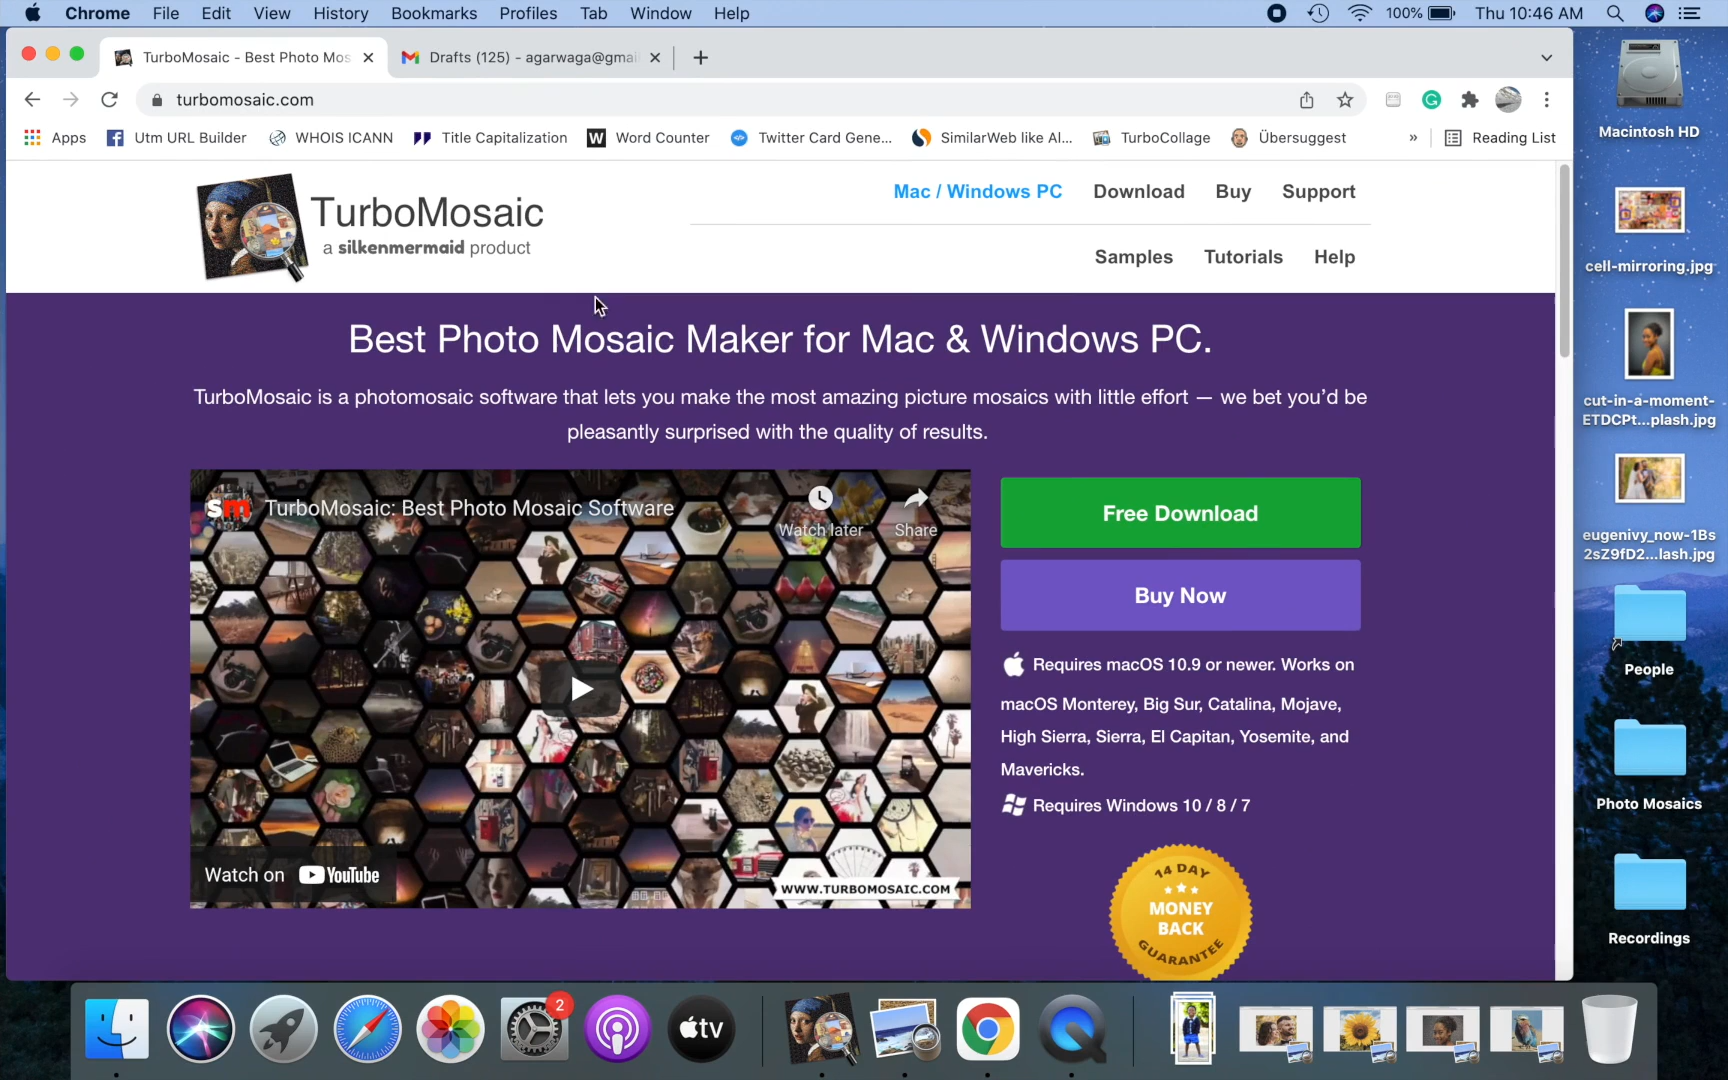 Chrome File Edit View History Bookmarks Profiles Tab Window Help 100% Thu 10:46 AM
TurboMosaic - Best Photo Mos Drafts (125) - agarwaga@gmai
turbomosaic.com
Apps Utm URL Builder WHOIS ICANN Title Capitalization W Word Counter Twitter Card Gene... SimilarWeb like Al... TurboCollage Übersuggest » Reading List
Mac / Windows PC Download Buy Support
TurboMosaic
a silkenmermaid product
Samples Tutorials Help
Best Photo Mosaic Maker for Mac & Windows PC.
TurboMosaic is a photomosaic software that lets you make the most amazing picture mosaics with little effort — we bet you'd be
pleasantly surprised with the quality of results.
sm TurboMosaic: Best Photo Mosaic Software
Watch later Share
Watch on YouTube
WWW.TURBOMOSAIC.COM
Free Download
Buy Now
Requires macOS 10.9 or newer. Works on
macOS Monterey, Big Sur, Catalina, Mojave,
High Sierra, Sierra, El Capitan, Yosemite, and
Mavericks.
Requires Windows 10 / 8 / 7
14 DAY
MONEY
BACK
GUARANTEE
Macintosh HD
cell-mirroring.jpg
cut-in-a-moment-
ETDCPt...plash.jpg
eugenivy_now-1Bs
2sZ9fD2...lash.jpg
People
Photo Mosaics
Recordings
2
tv